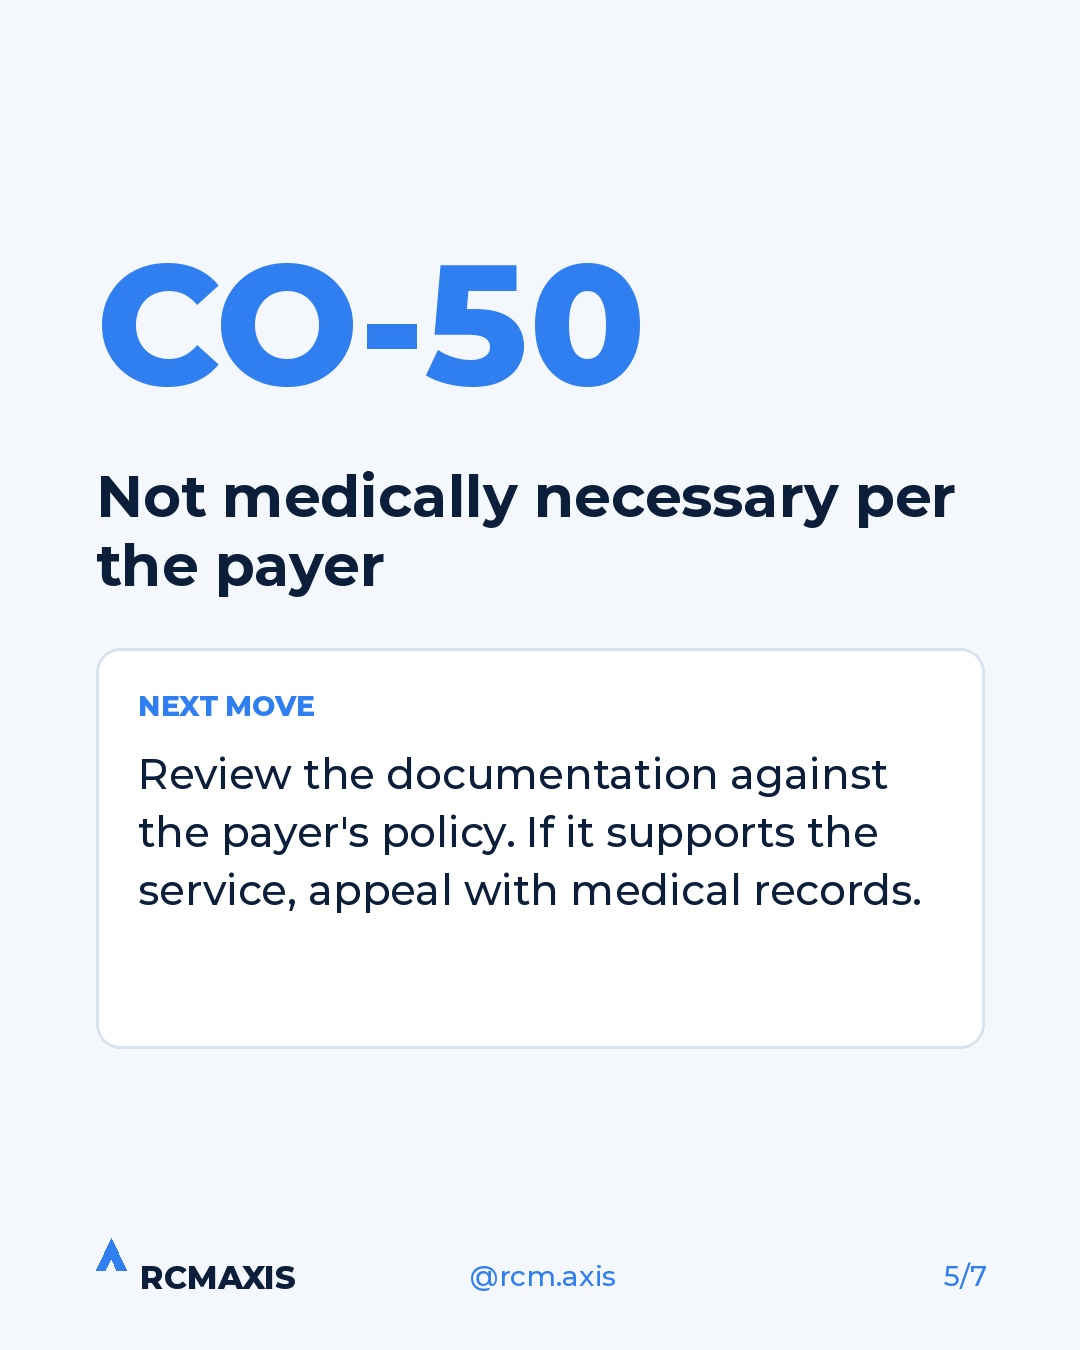 CO-50
Not medically necessary per
the payer
NEXT MOVE
Review the documentation against
the payer's policy. If it supports the
service, appeal with medical records.
RCMAXIS
@rcm.axis
5/7